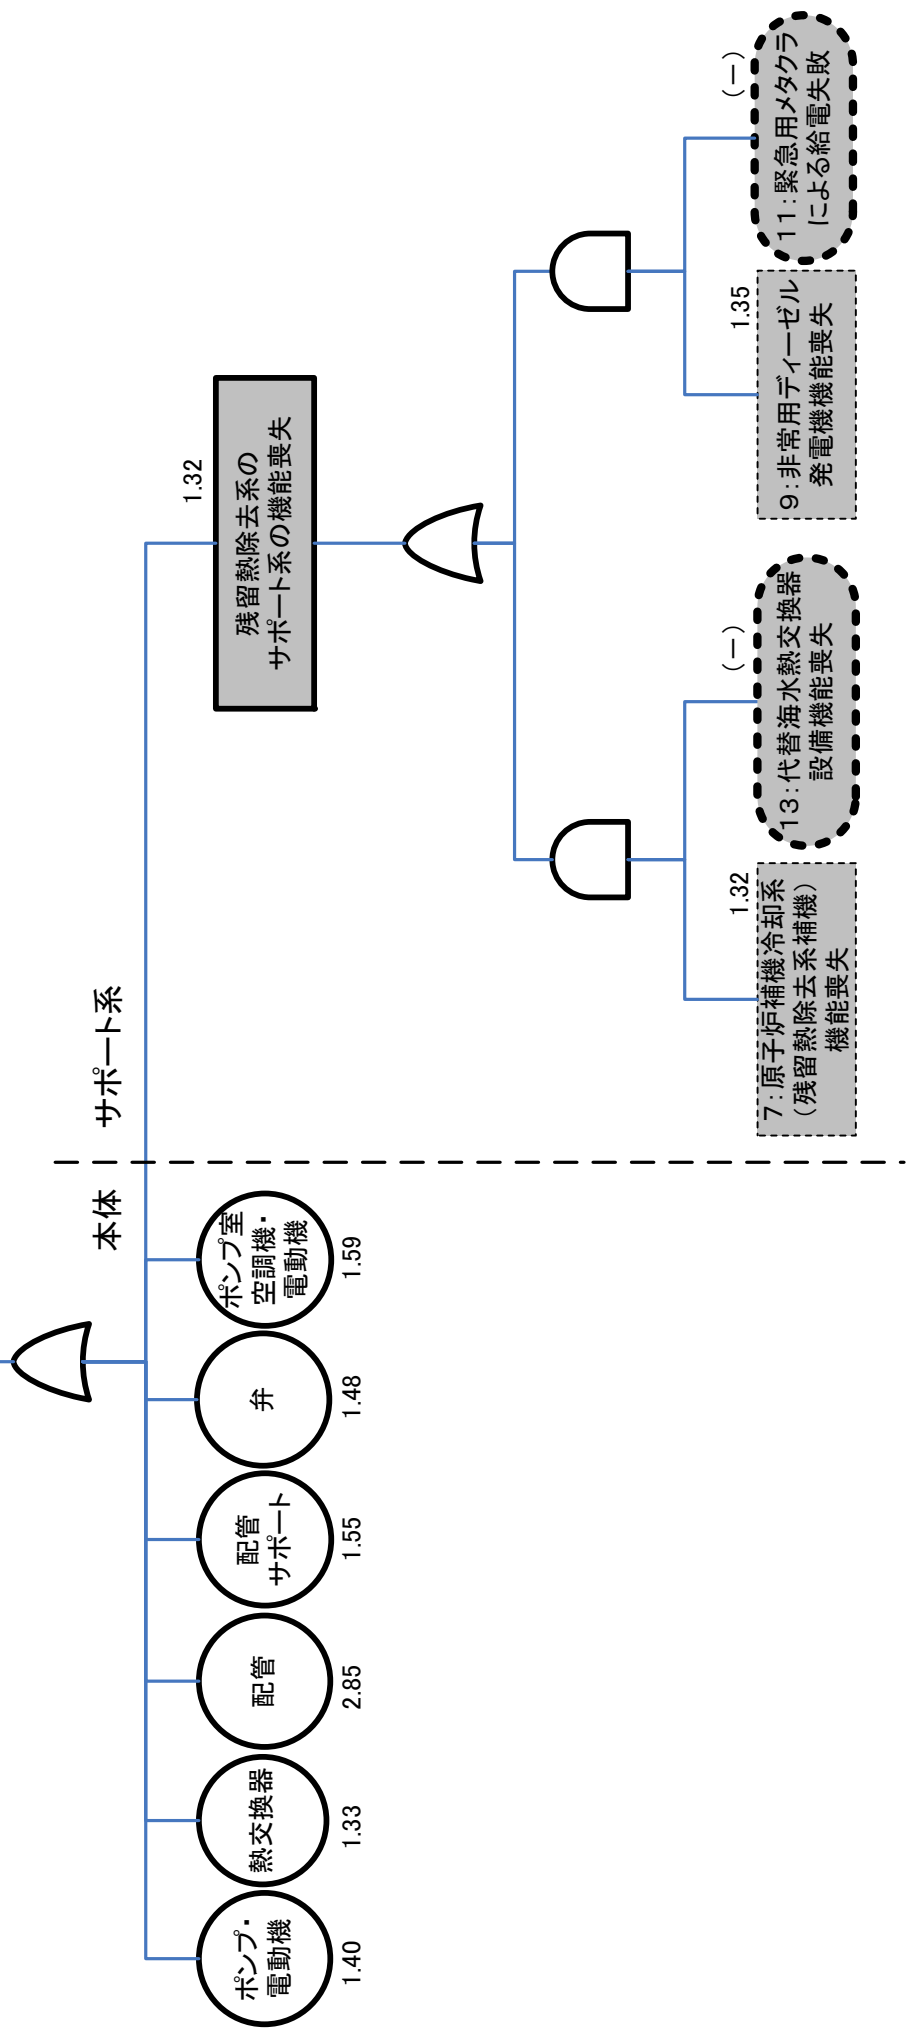 本体
サポート系
ポンプ・
電動機
1.40
熱交換器
1.33
配管
2.85
配管
サポート
1.55
弁
1.48
ポンプ室
空調機・
電動機
1.59
1.32
残留熱除去系の
サポート系の機能喪失
1.32
7:原子炉補機冷却系
(残留熱除去系補機)
機能喪失
(-)
13:代替海水熱交換器
設備機能喪失
1.35
9:非常用ディーゼル
発電機機能喪失
(-)
11:緊急用メタクラ
による給電失敗